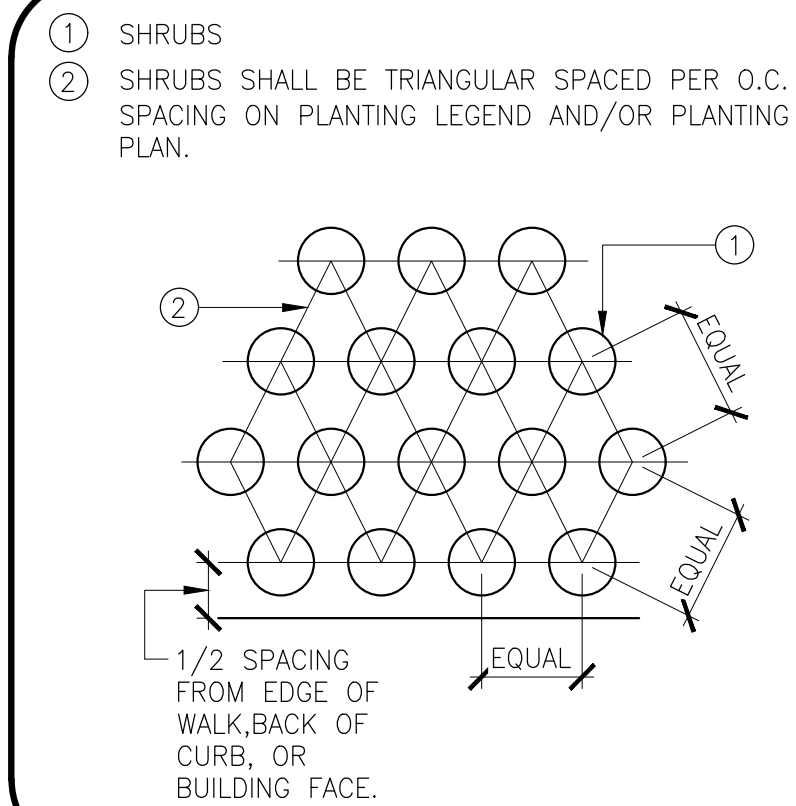 1 SHRUBS
2 SHRUBS SHALL BE TRIANGULAR SPACED PER O.C.
SPACING ON PLANTING LEGEND AND/OR PLANTING
PLAN.
1
2
EQUAL
EQUAL
EQUAL
1/2 SPACING
FROM EDGE OF
WALK,BACK OF
CURB, OR
BUILDING FACE.